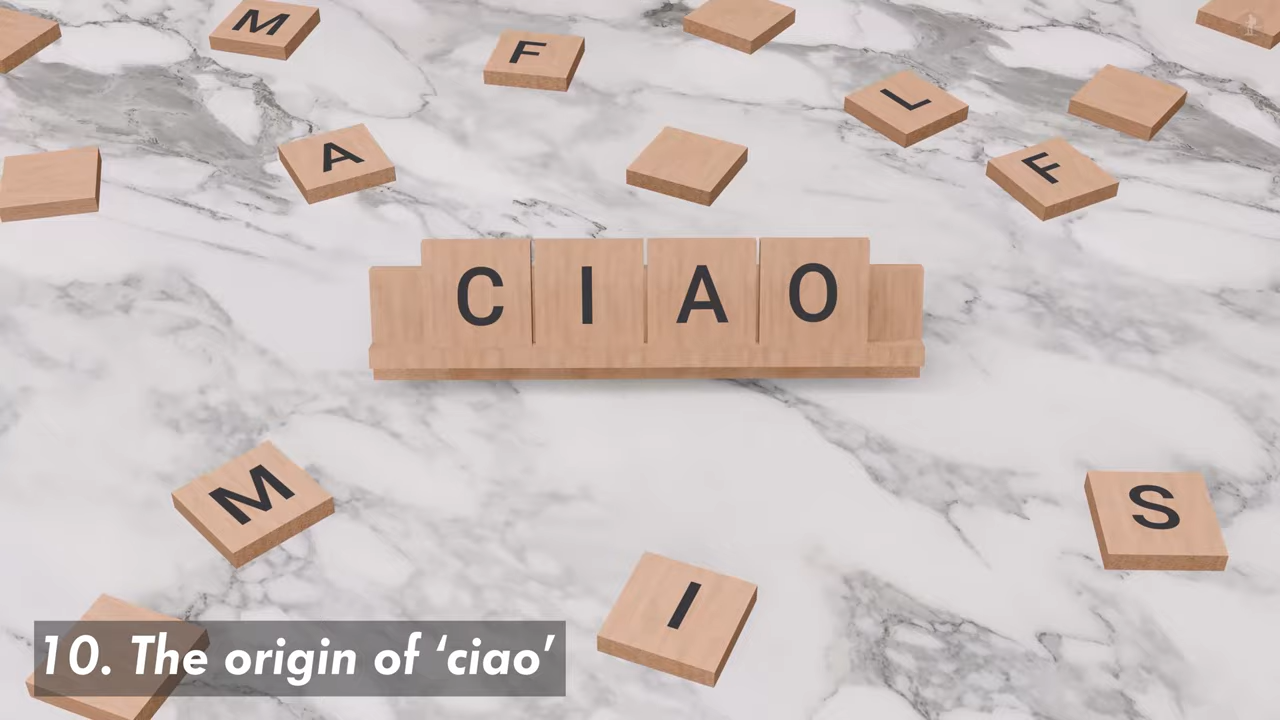 M
F
L
A
F
CIAO
M
S
I
10. The origin of ‘ciao’